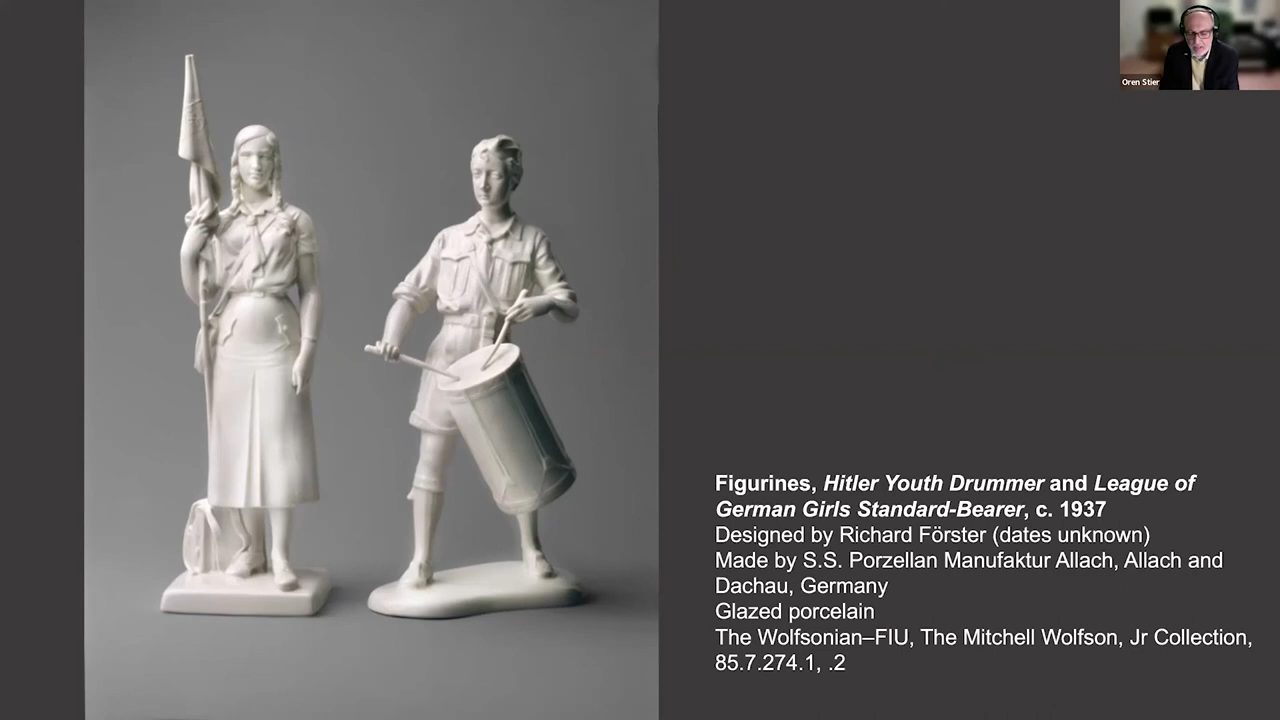 Oren Stier
Figurines, Hitler Youth Drummer and League of
German Girls Standard-Bearer, c. 1937
Designed by Richard Förster (dates unknown)
Made by S.S. Porzellan Manufaktur Allach, Allach and
Dachau, Germany
Glazed porcelain
The Wolfsonian–FIU, The Mitchell Wolfson, Jr Collection,
85.7.274.1, .2